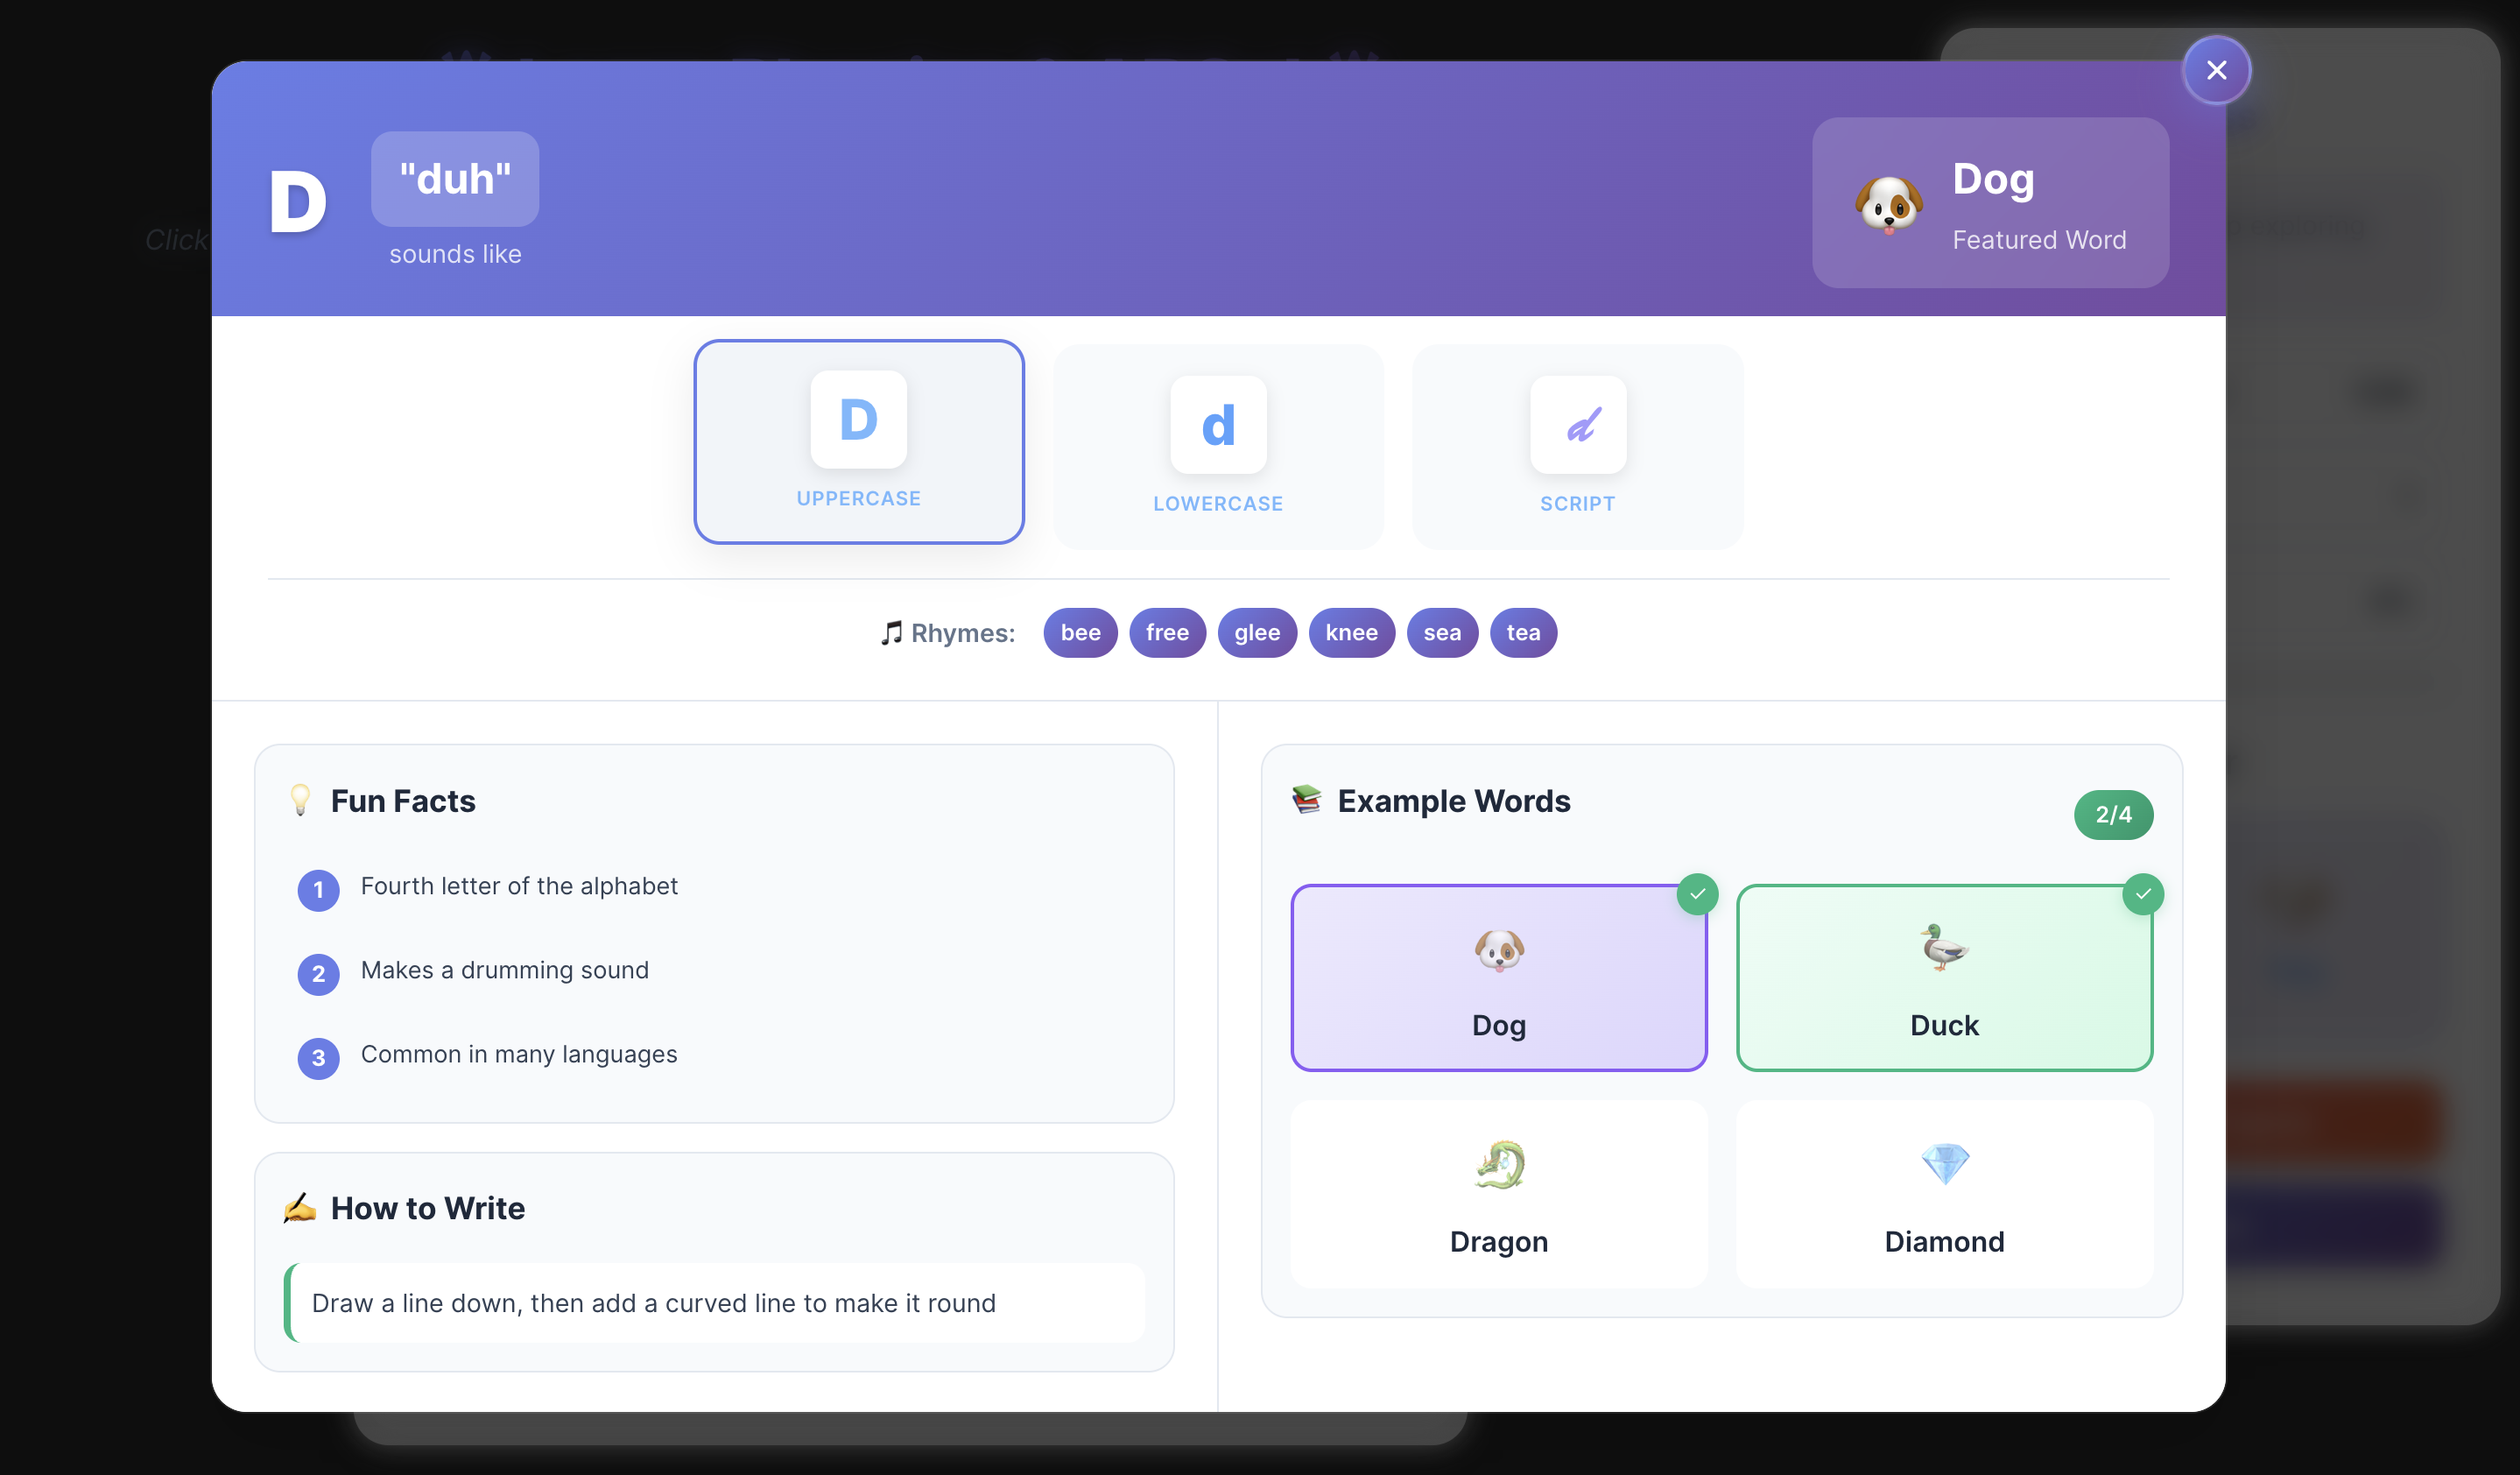 D
"duh"
sounds like
Dog
Featured Word
Click
D
UPPERCASE
d
LOWERCASE
d
SCRIPT
Rhymes:
bee
free
glee
knee
sea
tea
Fun Facts
1 Fourth letter of the alphabet
2 Makes a drumming sound
3 Common in many languages
How to Write
Draw a line down, then add a curved line to make it round
Example Words
2/4
Dog
Duck
Dragon
Diamond